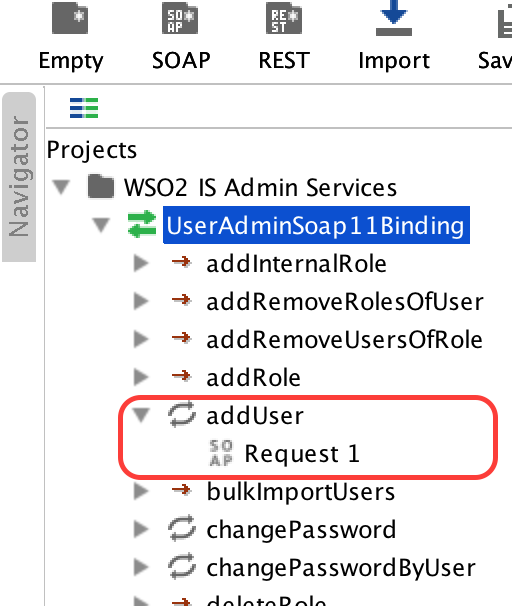 Empty SOAP REST Import Sav
Navigator
Projects
WSO2 IS Admin Services
UserAdminSoap11Binding
addInternalRole
addRemoveRolesOfUser
addRemoveUsersOfRole
addRole
addUser
SOAP Request 1
bulkImportUsers
changePassword
changePasswordByUser
deleteRole